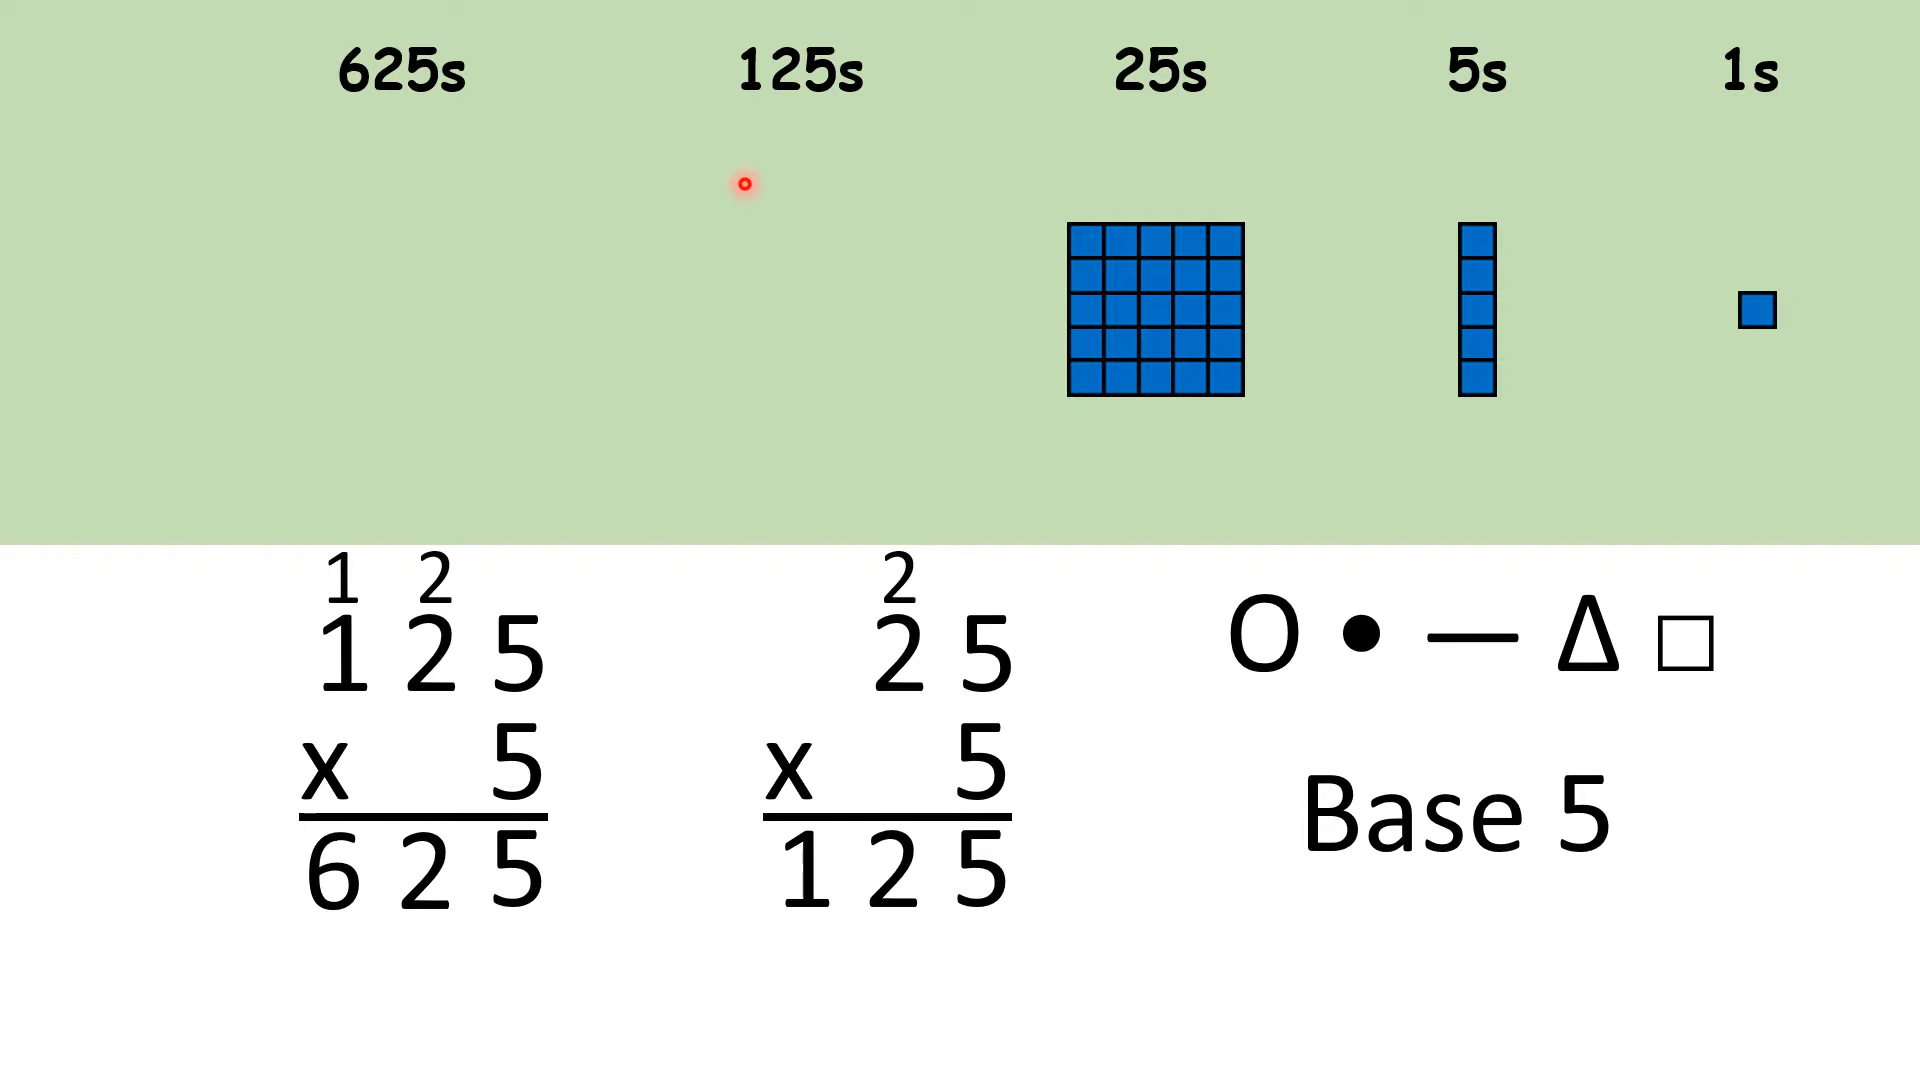 625s 125s 25s 5s 1s
1 2
1 2 5
x 5
6 2 5
2
2 5
x 5
1 2 5
O • — Δ □
Base 5